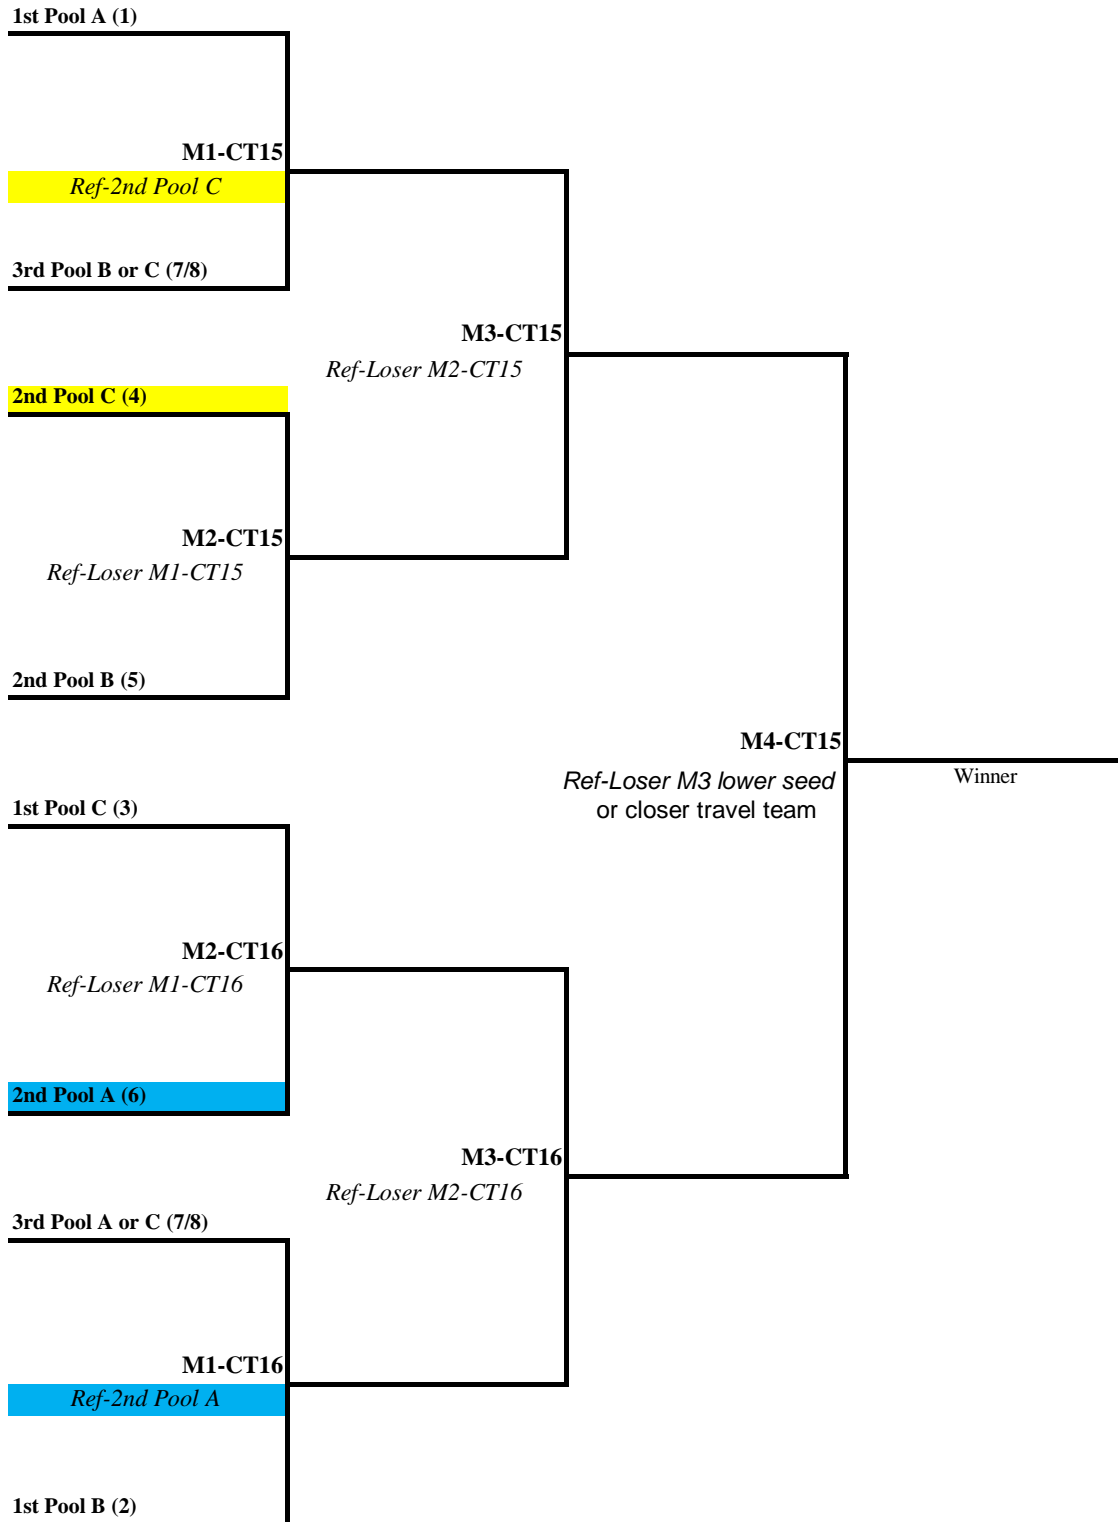 1st Pool A (1)
M1-CT15
Ref-2nd Pool C
3rd Pool B or C (7/8)
M3-CT15
Ref-Loser M2-CT15
2nd Pool C (4)
M2-CT15
Ref-Loser M1-CT15
2nd Pool B (5)
M4-CT15
Ref-Loser M3 lower seed
or closer travel team
Winner
1st Pool C (3)
M2-CT16
Ref-Loser M1-CT16
2nd Pool A (6)
M3-CT16
Ref-Loser M2-CT16
3rd Pool A or C (7/8)
M1-CT16
Ref-2nd Pool A
1st Pool B (2)